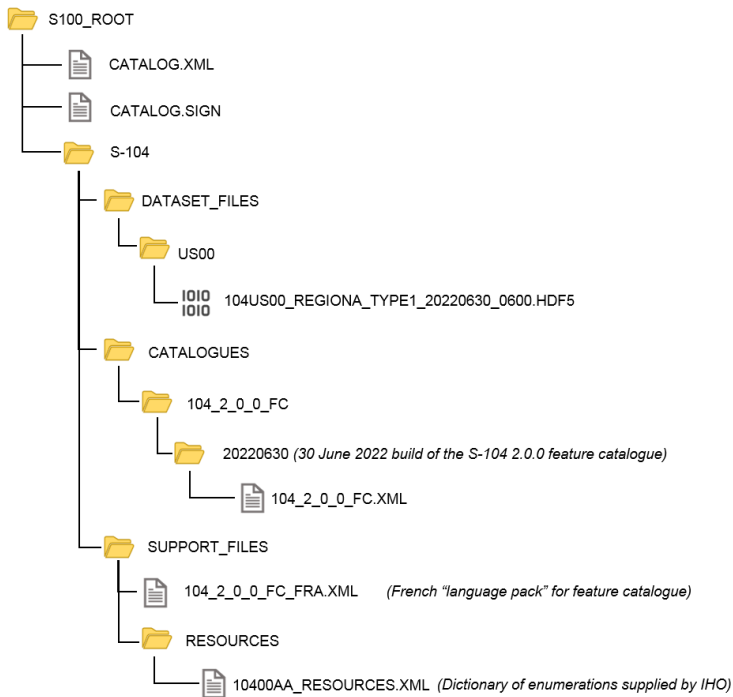 S100_ROOT
CATALOG.XML
CATALOG.SIGN
S-104
DATASET_FILES
US00
IOIO
IOIO
104US00_REGIONA_TYPE1_20220630_0600.HDF5
CATALOGUES
104_2_0_0_FC
20220630 (30 June 2022 build of the S-104 2.0.0 feature catalogue)
104_2_0_0_FC.XML
SUPPORT_FILES
104_2_0_0_FC_FRA.XML (French “language pack” for feature catalogue)
RESOURCES
10400AA_RESOURCES.XML (Dictionary of enumerations supplied by IHO)